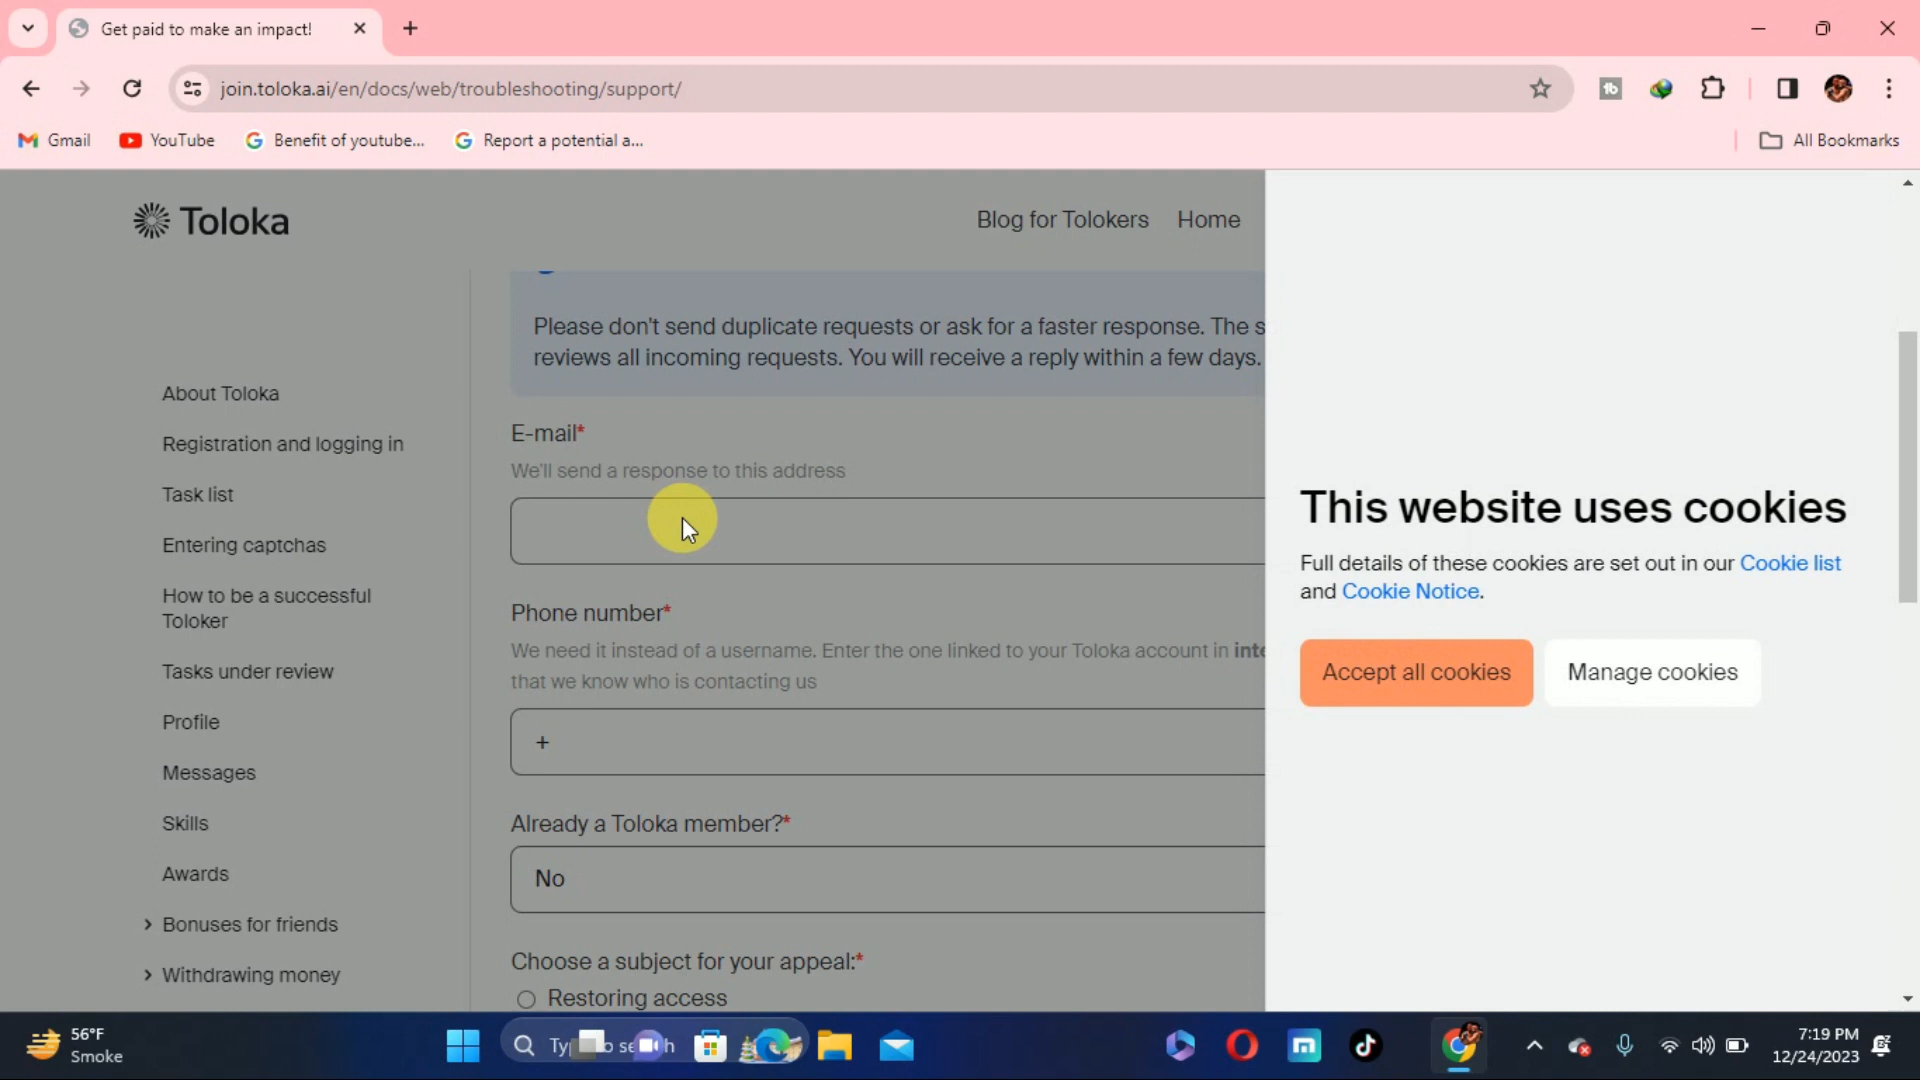 Get paid to make an impact!
join.toloka.ai/en/docs/web/troubleshooting/support/
Gmail
YouTube
Benefit of youtube...
Report a potential a...
All Bookmarks
Toloka
Blog for Tolokers
Home
Please don't send duplicate requests or ask for a faster response. The s
reviews all incoming requests. You will receive a reply within a few days.
About Toloka
Registration and logging in
Task list
Entering captchas
How to be a successful
Toloker
Tasks under review
Profile
Messages
Skills
Awards
Bonuses for friends
Withdrawing money
E-mail*
We'll send a response to this address
Phone number*
We need it instead of a username. Enter the one linked to your Toloka account in inte
that we know who is contacting us
+
Already a Toloka member?*
No
Choose a subject for your appeal:*
Restoring access
This website uses cookies
Full details of these cookies are set out in our Cookie list
and Cookie Notice.
Accept all cookies
Manage cookies
56°F
Smoke
7:19 PM
12/24/2023